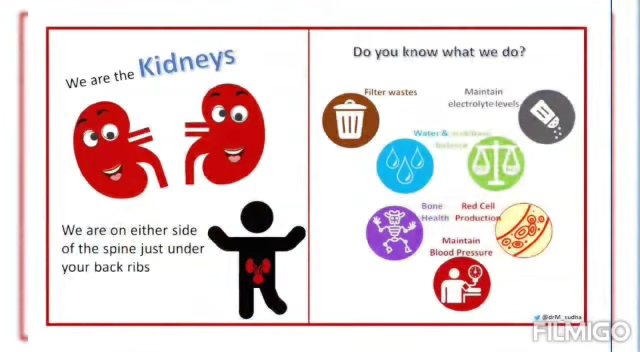 We are the Kidneys
We are on either side
of the spine just under
your back ribs
Do you know what we do?
Filter wastes
Maintain
electrolyte levels
Water &
balance
Bone
Health
Red Cell
Production
Maintain
Blood Pressure
@drM_sudha
FILMIGO